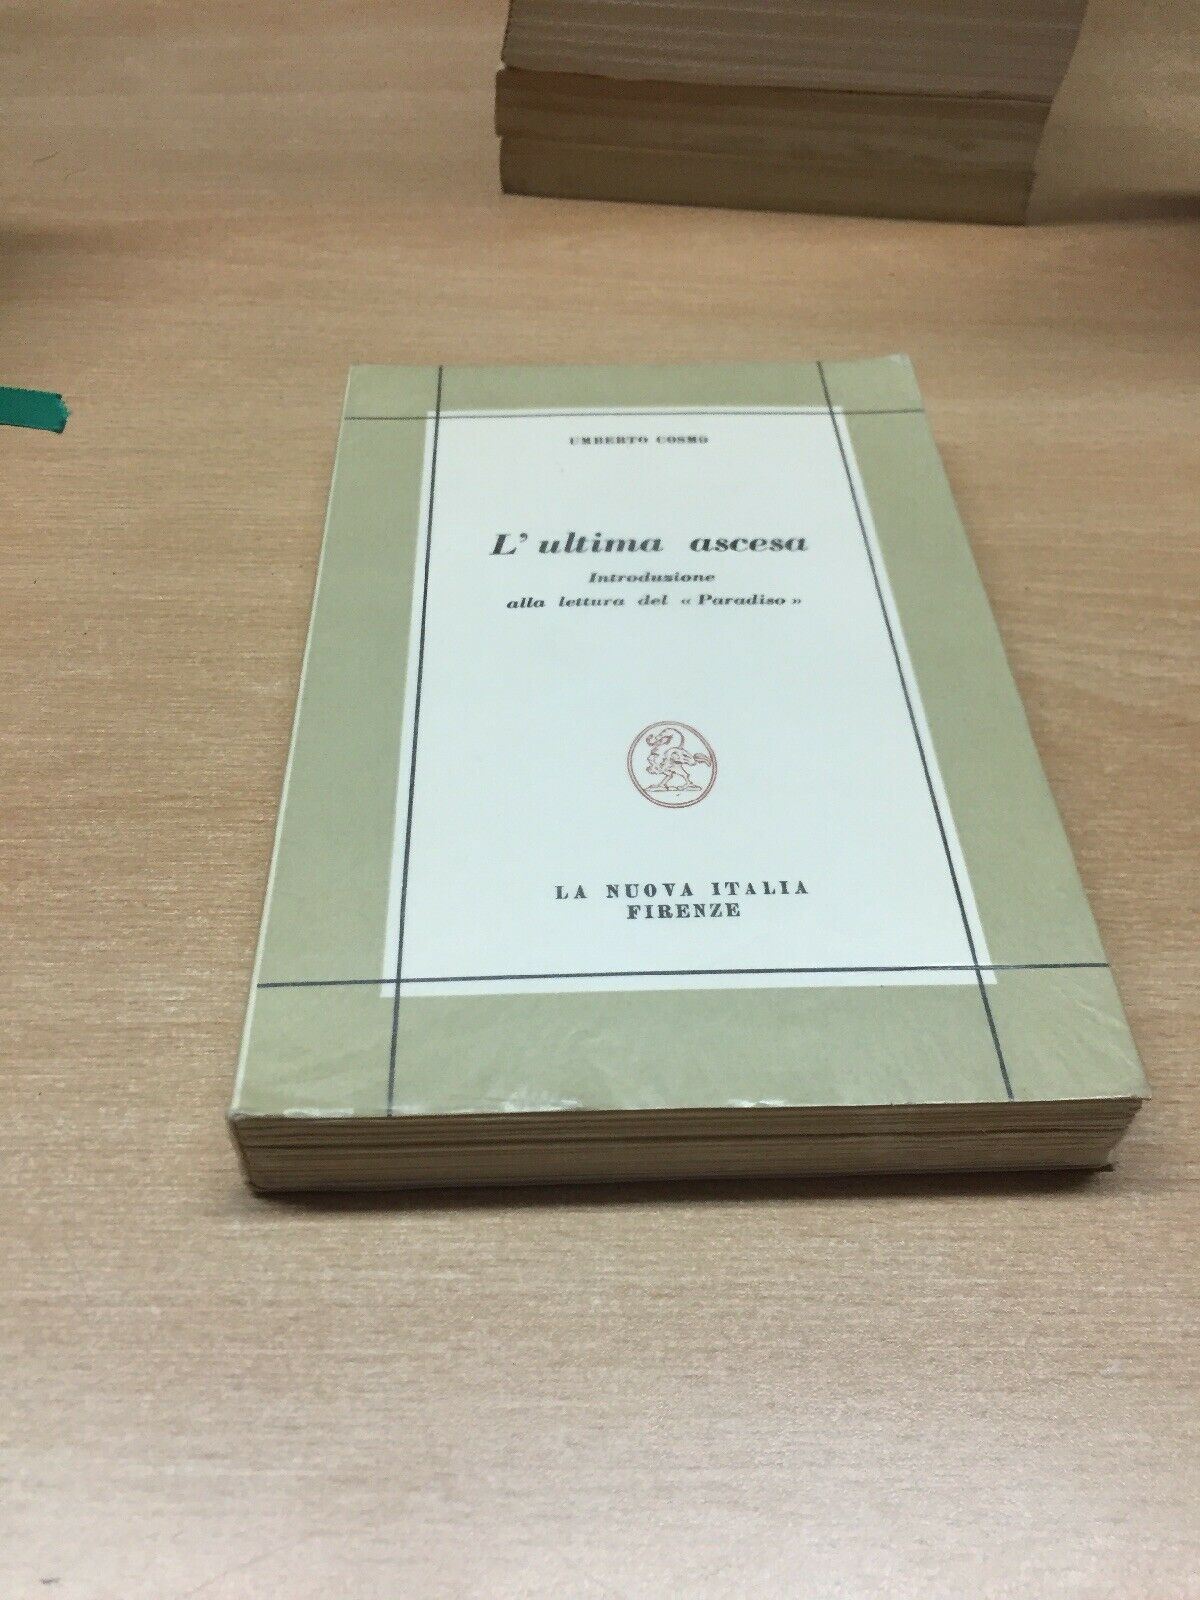 UMBERTO COSMO
L'ultima ascesa
Introduzione
alla lettura del « Paradiso »
LA NUOVA ITALIA
FIRENZE